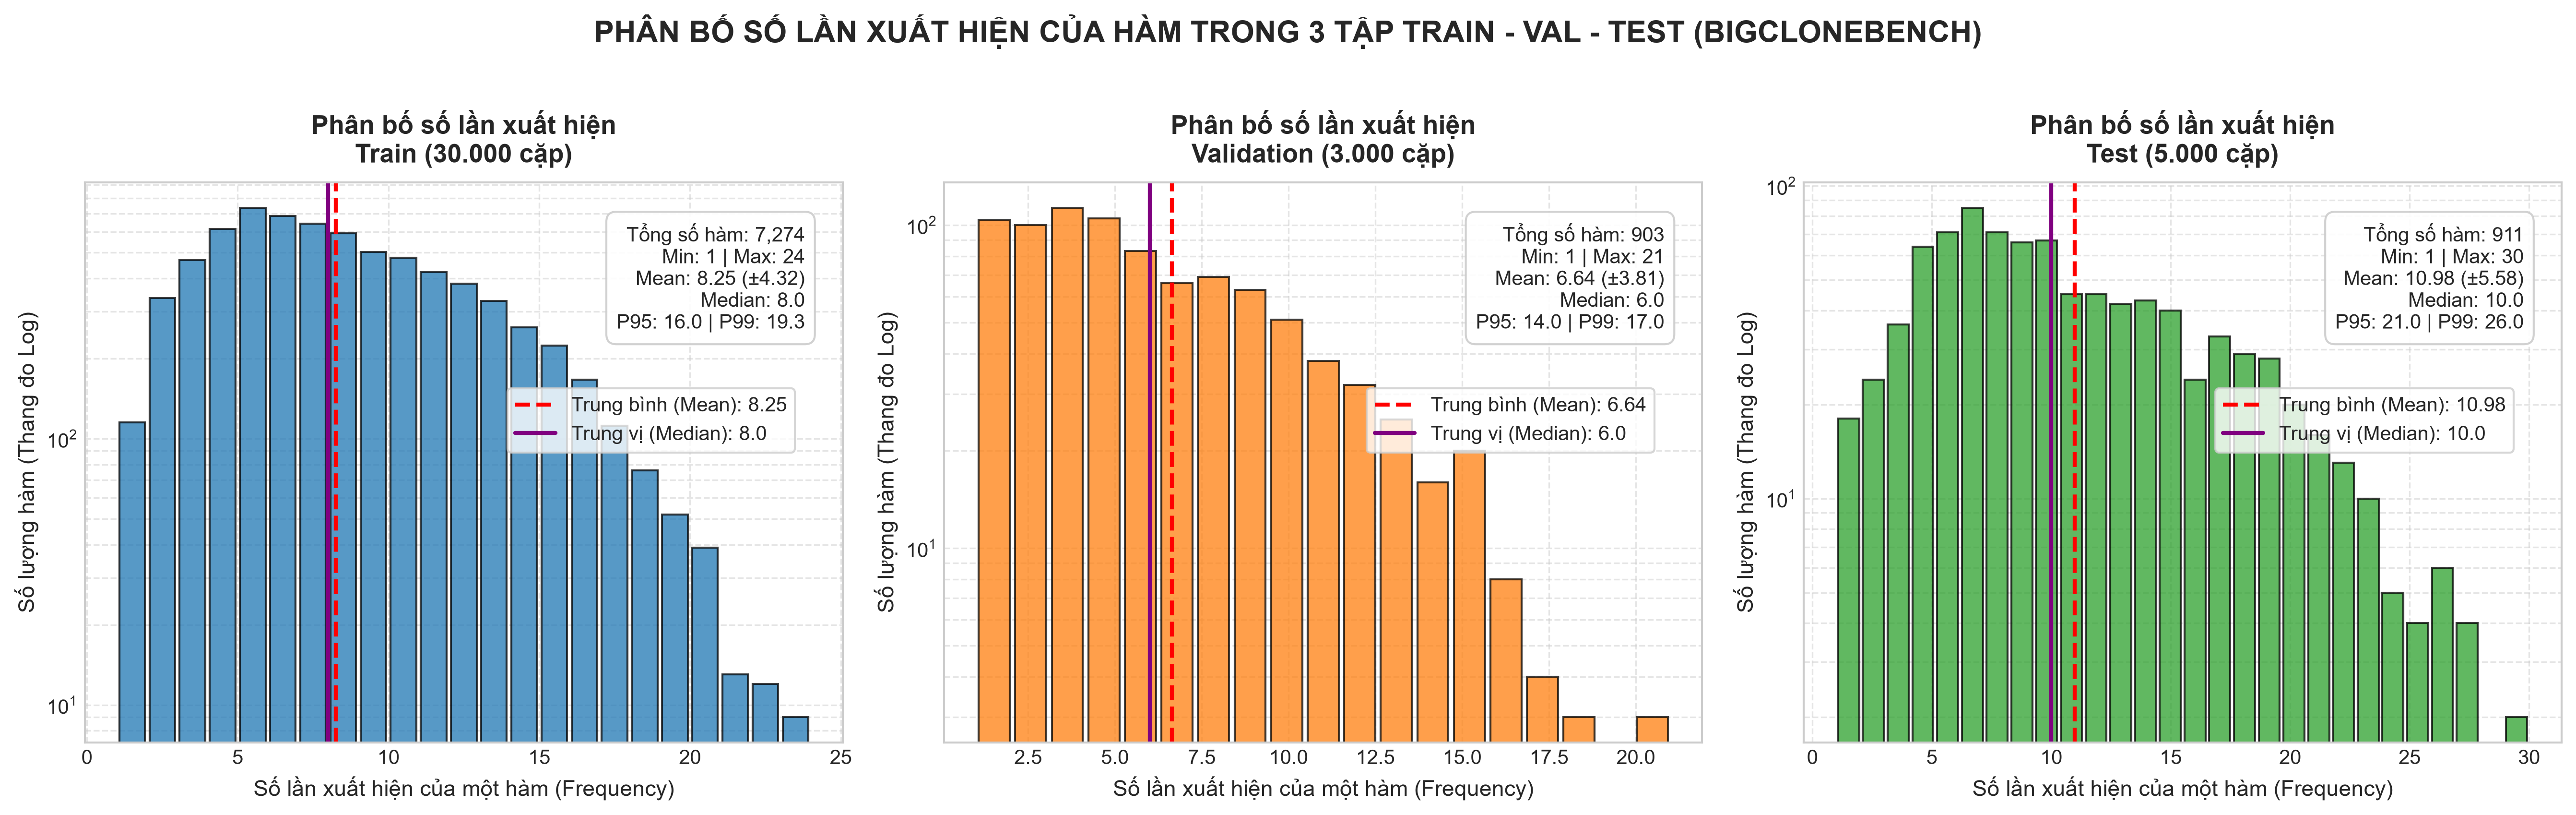 PHÂN BỐ SỐ LẦN XUẤT HIỆN CỦA HÀM TRONG 3 TẬP TRAIN - VAL - TEST (BIGCLONEBENCH)
Phân bố số lần xuất hiện
Train (30.000 cặp)
Số lượng hàm (Thang đo Log)
10²
10¹
Tổng số hàm: 7,274
Min: 1 | Max: 24
Mean: 8.25 (±4.32)
Median: 8.0
P95: 16.0 | P99: 19.3
Trung bình (Mean): 8.25
Trung vị (Median): 8.0
0 5 10 15 20 25
Số lần xuất hiện của một hàm (Frequency)
Phân bố số lần xuất hiện
Validation (3.000 cặp)
Số lượng hàm (Thang đo Log)
10²
10¹
Tổng số hàm: 903
Min: 1 | Max: 21
Mean: 6.64 (±3.81)
Median: 6.0
P95: 14.0 | P99: 17.0
Trung bình (Mean): 6.64
Trung vị (Median): 6.0
2.5 5.0 7.5 10.0 12.5 15.0 17.5 20.0
Số lần xuất hiện của một hàm (Frequency)
Phân bố số lần xuất hiện
Test (5.000 cặp)
Số lượng hàm (Thang đo Log)
10²
10¹
Tổng số hàm: 911
Min: 1 | Max: 30
Mean: 10.98 (±5.58)
Median: 10.0
P95: 21.0 | P99: 26.0
Trung bình (Mean): 10.98
Trung vị (Median): 10.0
0 5 10 15 20 25 30
Số lần xuất hiện của một hàm (Frequency)